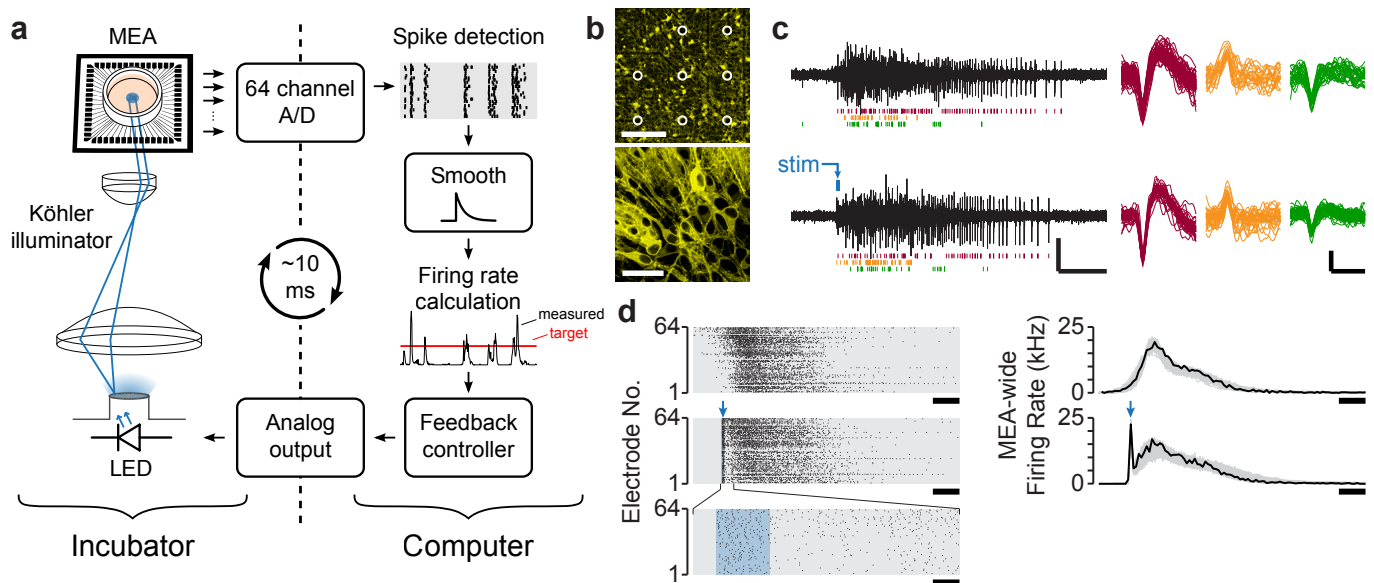 a
MEA
64 channel
A/D
Spike detection
Smooth
Firing rate
calculation
measured
target
Köhler
illuminator
~10
ms
Feedback
controller
Analog
output
LED
Incubator
Computer
b
c
stim
d
Electrode No.
64
1
64
1
64
1
MEA-wide
Firing Rate (kHz)
25
0
25
0